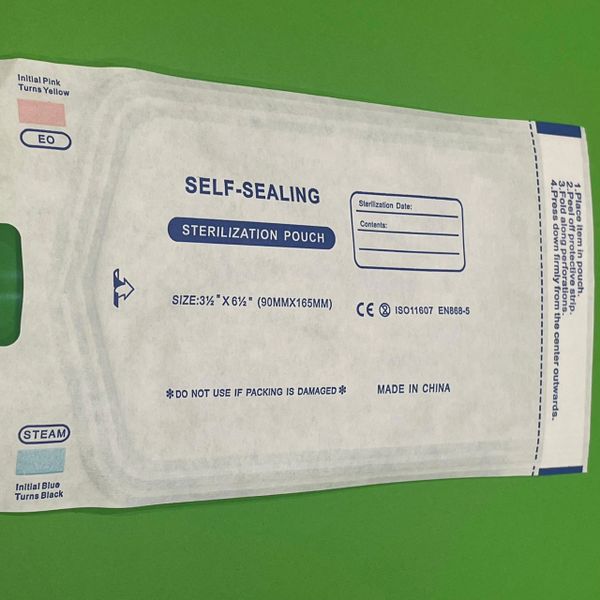 Initial Pink
Turns Yellow
EO
SELF-SEALING
STERILIZATION POUCH
Sterilization Date:
Contents:
SIZE:3½"X6½" (90MMX165MM)
CE ISO11607 EN868-5
✻DO NOT USE IF PACKING IS DAMAGED✻
MADE IN CHINA
STEAM
Initial Blue
Turns Black
1.Place item in pouch.
2.Peel off protective strip.
3.Fold along perforations.
4.Press down firmly from the center outwards.